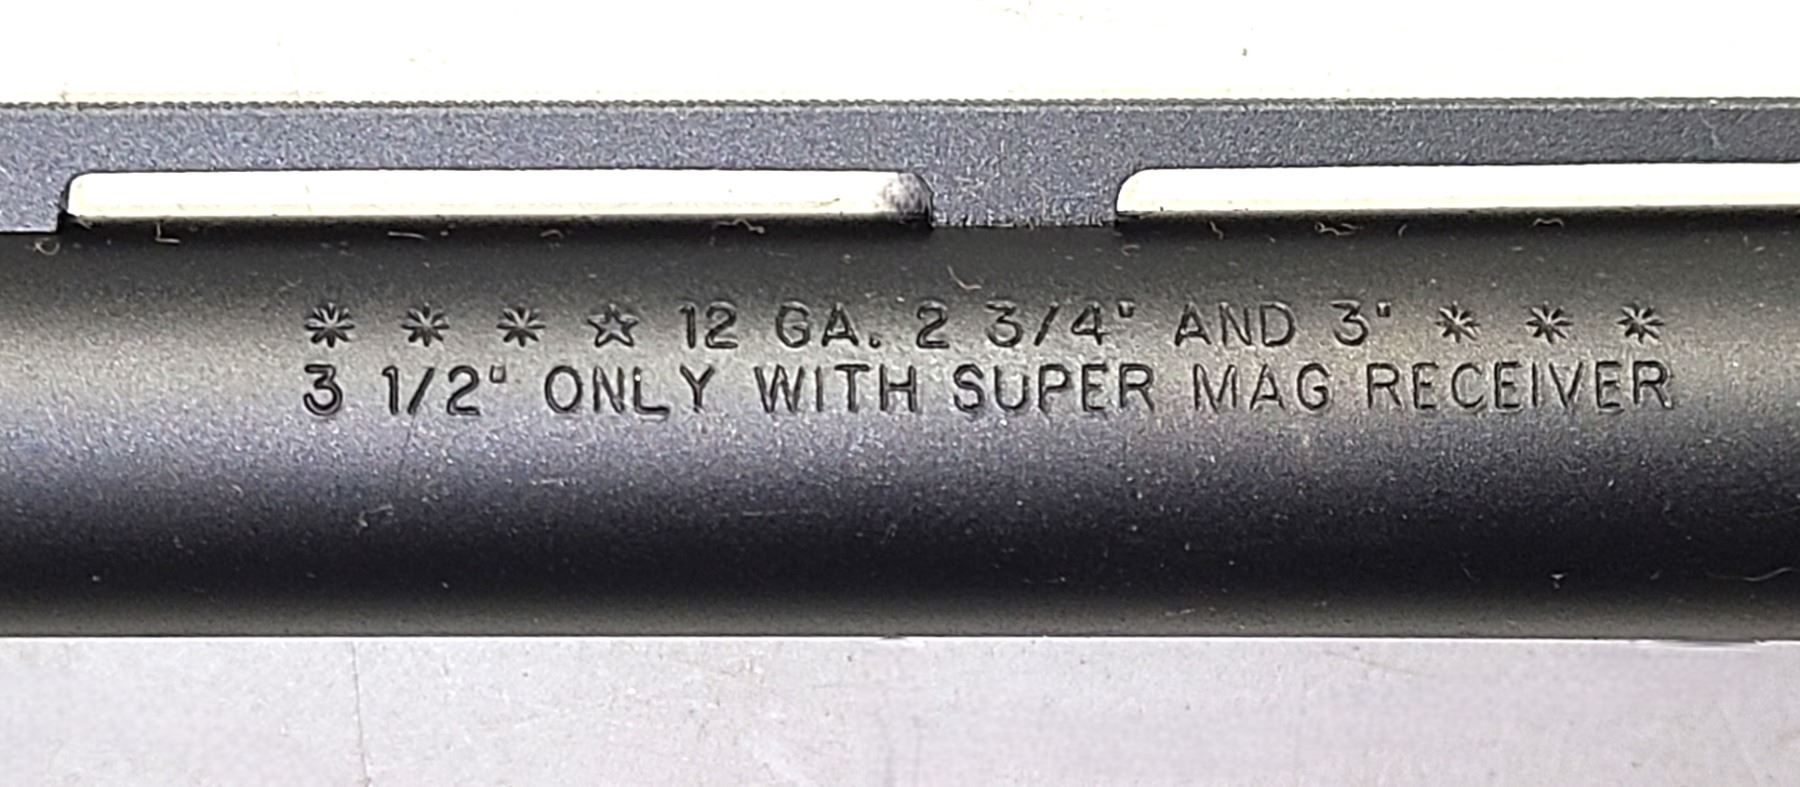 * * * ☆ 12 GA. 2 3/4" AND 3" * * *
3 1/2" ONLY WITH SUPER MAG RECEIVER